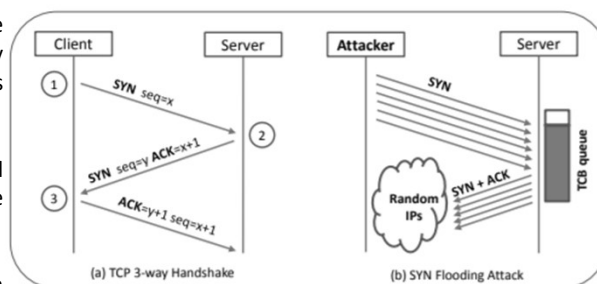 Client
Server
1
SYN seq=x
2
SYN seq=y ACK=x+1
3
ACK=y+1 seq=x+1
(a) TCP 3-way Handshake
Attacker
Server
SYN
TCB queue
SYN + ACK
Random
IPs
(b) SYN Flooding Attack